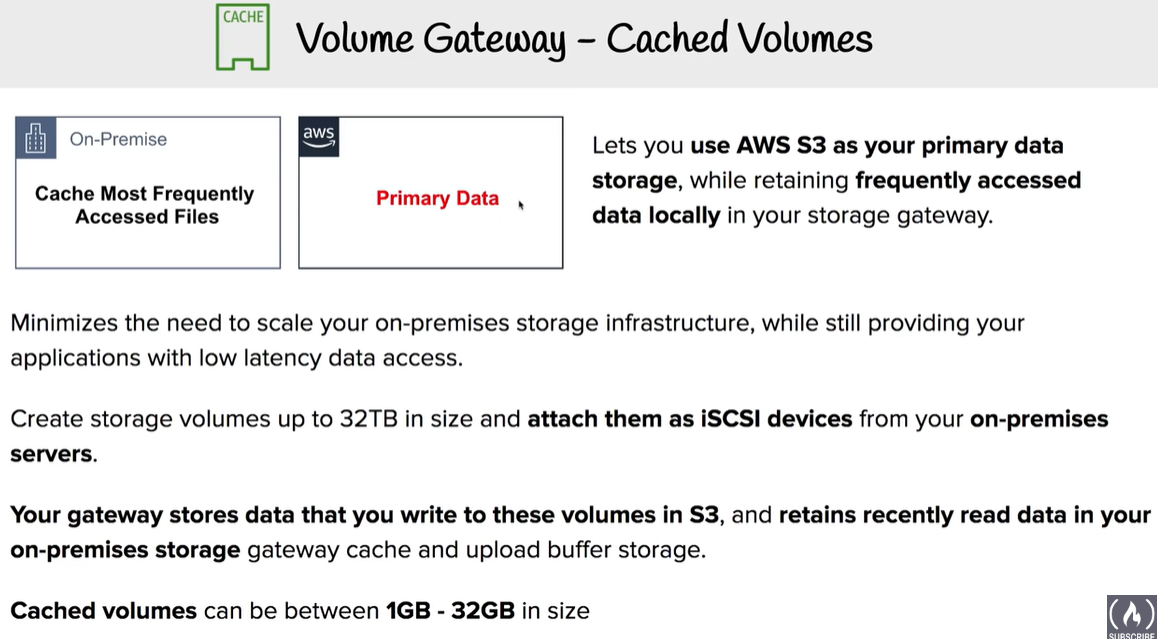 CACHE
Volume Gateway – Cached Volumes
On-Premise
Cache Most Frequently
Accessed Files
aws
Primary Data
Lets you use AWS S3 as your primary data
storage, while retaining frequently accessed
data locally in your storage gateway.
Minimizes the need to scale your on-premises storage infrastructure, while still providing your
applications with low latency data access.
Create storage volumes up to 32TB in size and attach them as iSCSI devices from your on-premises
servers.
Your gateway stores data that you write to these volumes in S3, and retains recently read data in your
on-premises storage gateway cache and upload buffer storage.
Cached volumes can be between 1GB - 32GB in size
SUBSCRIBE